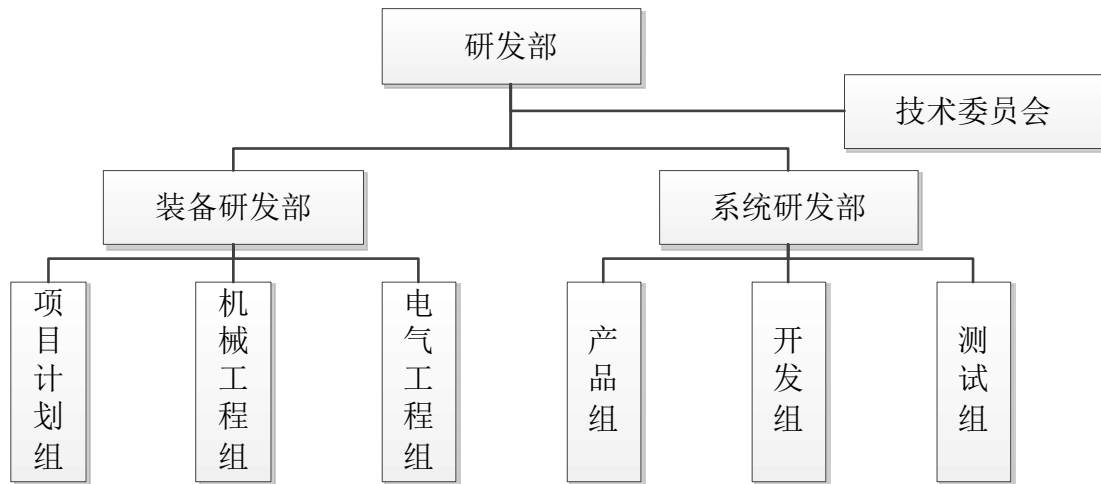 研发部
技术委员会
装备研发部
系统研发部
项目计划组
机械工程组
电气工程组
产品组
开发组
测试组